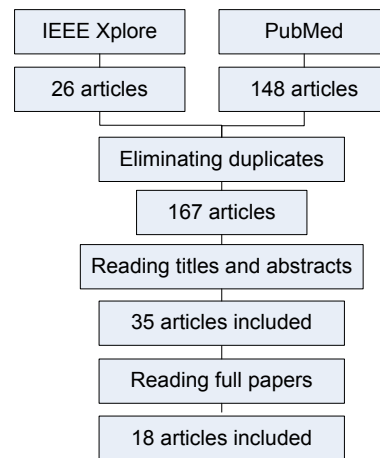 IEEE Xplore
PubMed
26 articles
148 articles
Eliminating duplicates
167 articles
Reading titles and abstracts
35 articles included
Reading full papers
18 articles included